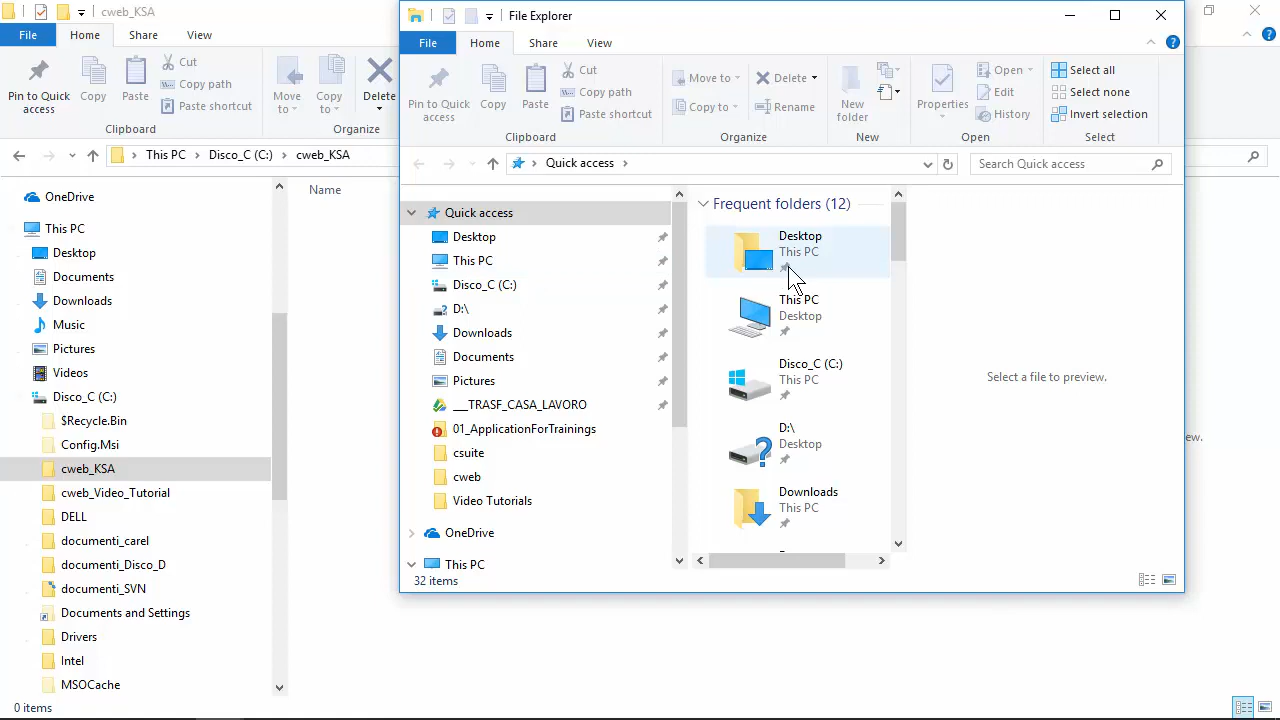 cweb_KSA
File
Home
Share
View
Pin to Quick access
Copy
Paste
Cut
Copy path
Paste shortcut
Clipboard
Move to
Copy to
Delete
Organize
This PC
Disco_C (C:)
cweb_KSA
OneDrive
This PC
Desktop
Documents
Downloads
Music
Pictures
Videos
Disco_C (C:)
$Recycle.Bin
Config.Msi
cweb_KSA
cweb_Video_Tutorial
DELL
documenti_carel
documenti_Disco_D
documenti_SVN
Documents and Settings
Drivers
Intel
MSOCache
0 items
Name
File Explorer
File
Home
Share
View
Pin to Quick access
Copy
Paste
Cut
Copy path
Paste shortcut
Clipboard
Move to
Copy to
Delete
Rename
Organize
New folder
New
Properties
Open
Edit
History
Open
Select all
Select none
Invert selection
Select
Quick access
Search Quick access
Quick access
Desktop
This PC
Disco_C (C:)
D:\
Downloads
Documents
Pictures
___TRASF_CASA_LAVORO
01_ApplicationForTrainings
csuite
cweb
Video Tutorials
OneDrive
This PC
32 items
Frequent folders (12)
Desktop
This PC
This PC
Desktop
Disco_C (C:)
This PC
D:\
Desktop
Downloads
This PC
Select a file to preview.